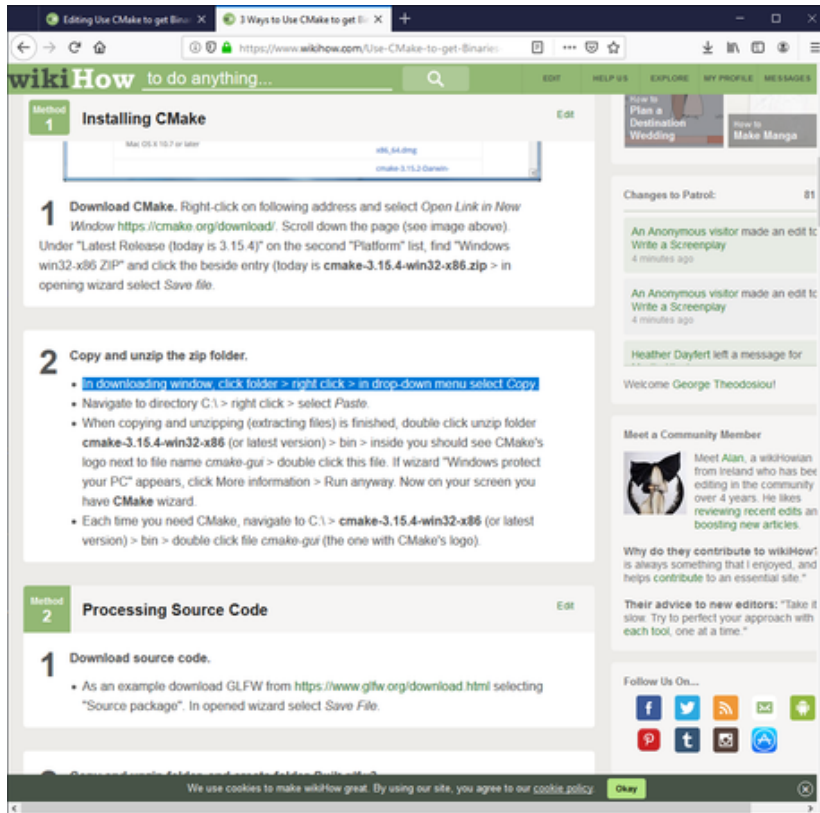 Editing Use CMake to get Bina
3 Ways to Use CMake to get Bi
https://www.wikihow.com/Use-CMake-to-get-Binaries
wikiHow to do anything...
EDIT HELP US EXPLORE MY PROFILE MESSAGES
Method
1
Installing CMake
Edit
Mac OS X 10.7 or later
x86_64.dmg
cmake-3.15.2-Darwin-
1 Download CMake. Right-click on following address and select Open Link in New
Window https://cmake.org/download/. Scroll down the page (see image above).
Under "Latest Release (today is 3.15.4)" on the second "Platform" list, find "Windows
win32-x86 ZIP" and click the beside entry (today is cmake-3.15.4-win32-x86.zip > in
opening wizard select Save file.
2 Copy and unzip the zip folder.
• In downloading window, click folder > right click > in drop-down menu select Copy.
• Navigate to directory C:\ > right click > select Paste.
• When copying and unzipping (extracting files) is finished, double click unzip folder
cmake-3.15.4-win32-x86 (or latest version) > bin > inside you should see CMake's
logo next to file name cmake-gui > double click this file. If wizard "Windows protect
your PC" appears, click More information > Run anyway. Now on your screen you
have CMake wizard.
• Each time you need CMake, navigate to C:\ > cmake-3.15.4-win32-x86 (or latest
version) > bin > double click file cmake-gui (the one with CMake's logo).
Method
2
Processing Source Code
Edit
1 Download source code.
• As an example download GLFW from https://www.glfw.org/download.html selecting
"Source package". In opened wizard select Save File.
How to
Plan a
Destination
Wedding
How to
Make Manga
Changes to Patrol: 81
An Anonymous visitor made an edit to
Write a Screenplay
4 minutes ago
An Anonymous visitor made an edit to
Write a Screenplay
4 minutes ago
Heather Dayfert left a message for
Welcome George Theodosiou!
Meet a Community Member
Meet Alan, a wikiHowian
from Ireland who has bee
editing in the community
over 4 years. He likes
reviewing recent edits an
boosting new articles.
Why do they contribute to wikiHow?
is always something that I enjoyed, and
helps contribute to an essential site."
Their advice to new editors: "Take it
slow. Try to perfect your approach with
each tool, one at a time."
Follow Us On...
We use cookies to make wikiHow great. By using our site, you agree to our cookie policy. Okay